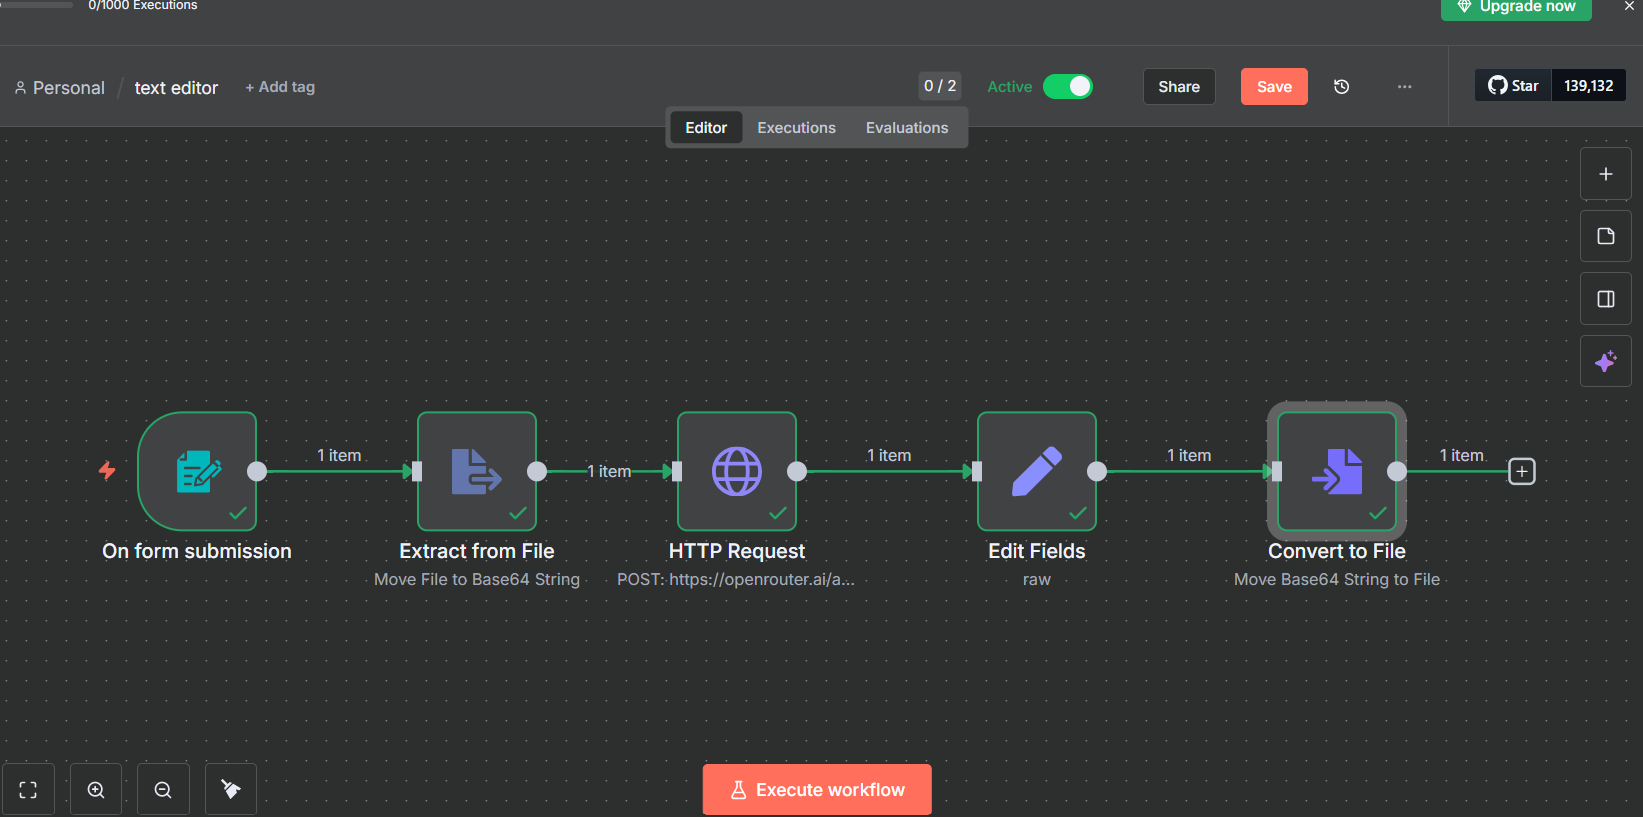 0/1000 Executions
Upgrade now
Personal / text editor + Add tag
0 / 2
Active
Share
Save
Star 139,132
Editor Executions Evaluations
1 item
1 item
1 item
1 item
1 item
On form submission
Extract from File
Move File to Base64 String
HTTP Request
POST: https://openrouter.ai/a...
Edit Fields
raw
Convert to File
Move Base64 String to File
Execute workflow